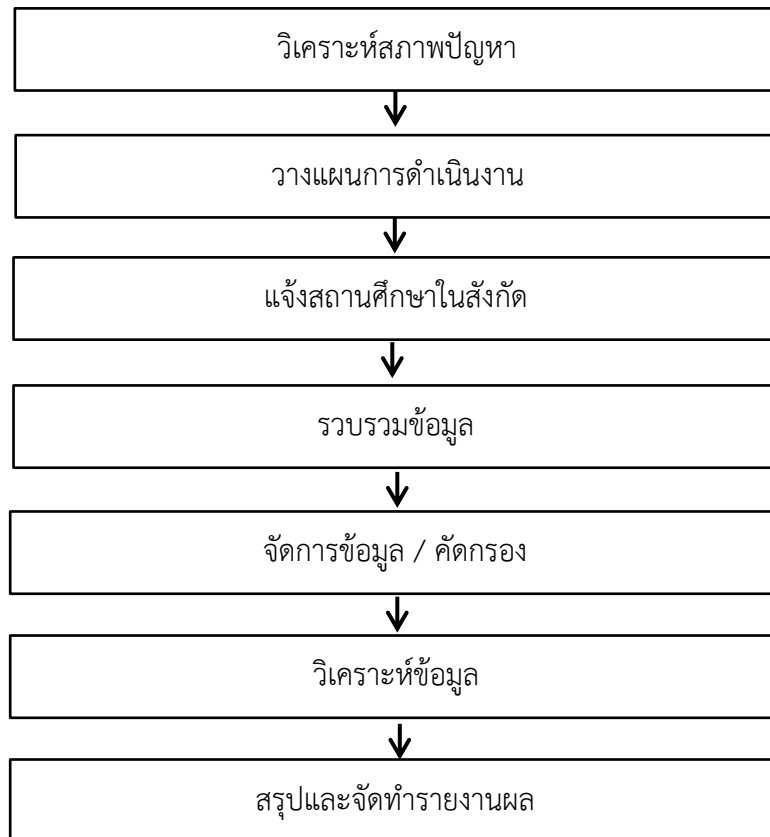 วิเคราะห์สภาพปัญหา
วางแผนการดำเนินงาน
แจ้งสถานศึกษาในสังกัด
รวบรวมข้อมูล
จัดการข้อมูล / คัดกรอง
วิเคราะห์ข้อมูล
สรุปและจัดทำรายงานผล